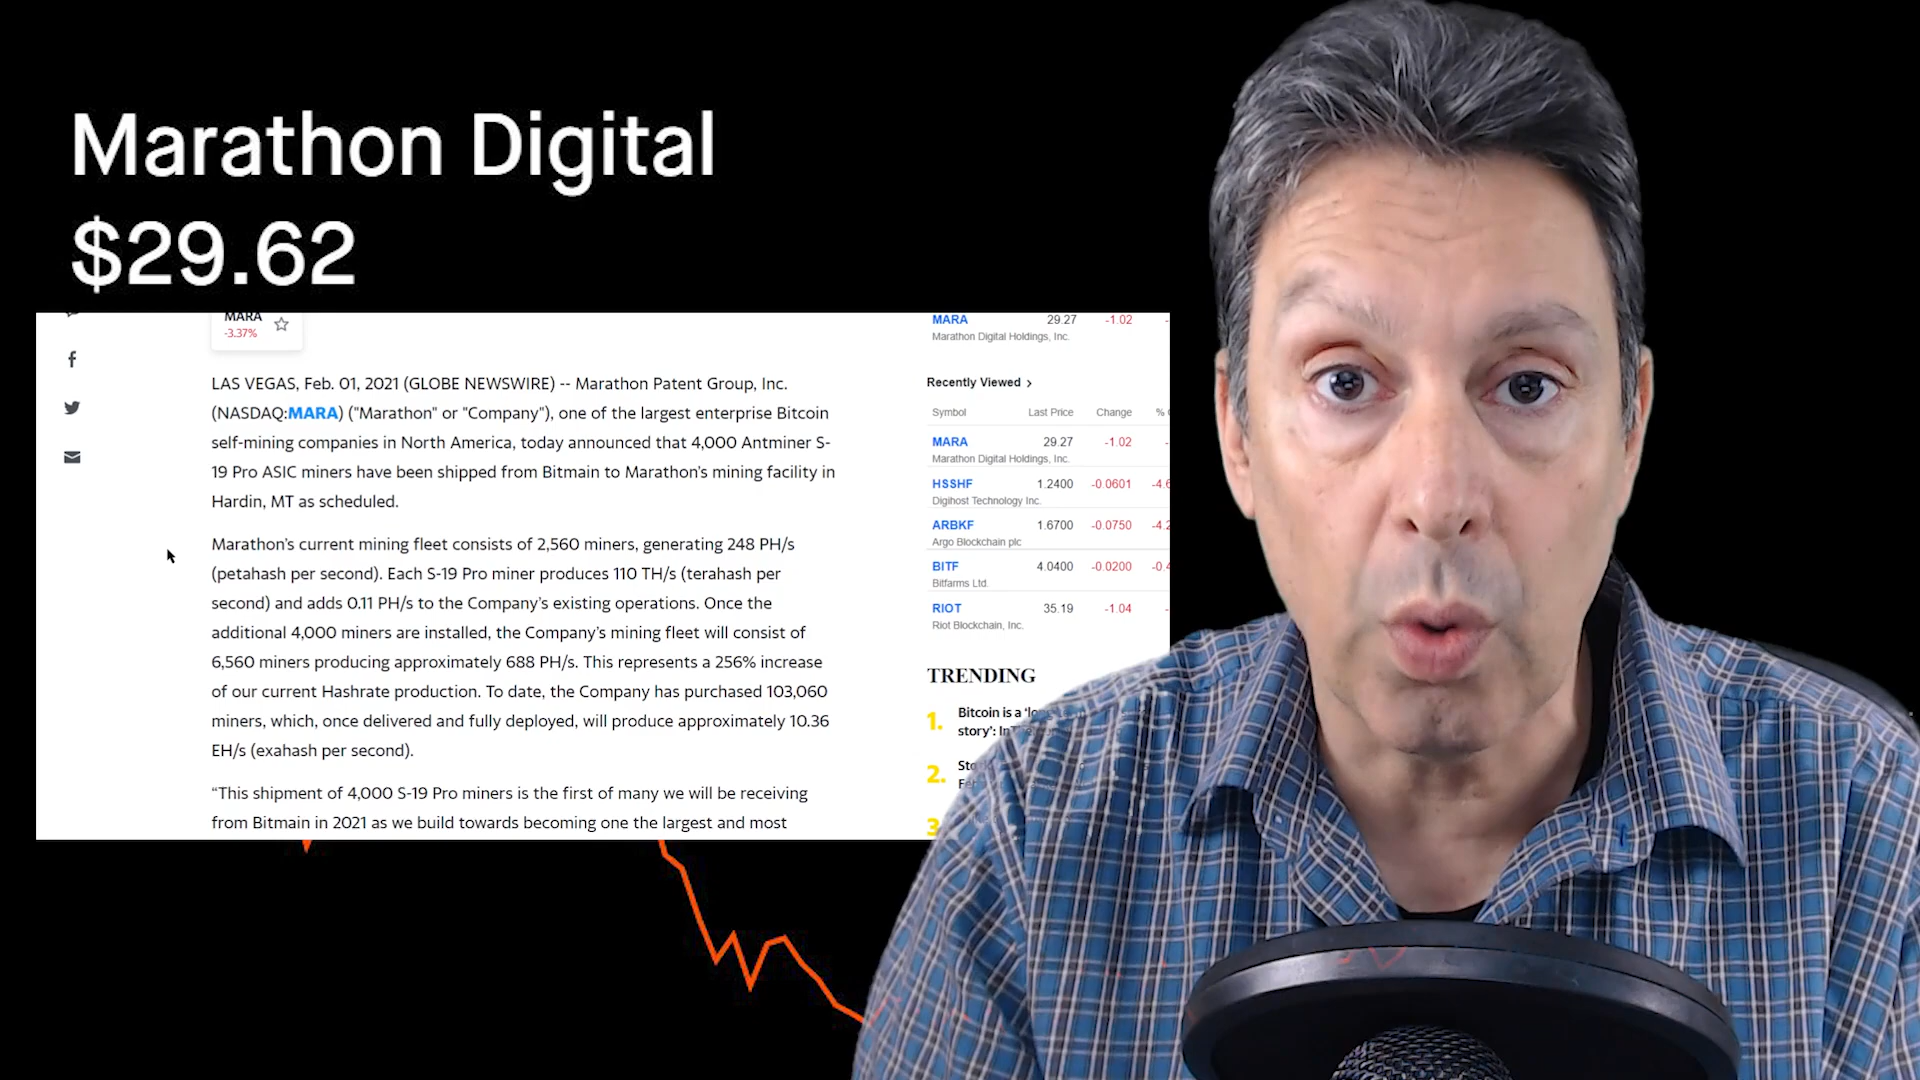 Marathon Digital
$29.62
MARA
-3.37%
LAS VEGAS, Feb. 01, 2021 (GLOBE NEWSWIRE) -- Marathon Patent Group, Inc.
(NASDAQ:MARA) ("Marathon" or "Company"), one of the largest enterprise Bitcoin
self-mining companies in North America, today announced that 4,000 Antminer S-
19 Pro ASIC miners have been shipped from Bitmain to Marathon's mining facility in
Hardin, MT as scheduled.
Marathon's current mining fleet consists of 2,560 miners, generating 248 PH/s
(petahash per second). Each S-19 Pro miner produces 110 TH/s (terahash per
second) and adds 0.11 PH/s to the Company's existing operations. Once the
additional 4,000 miners are installed, the Company's mining fleet will consist of
6,560 miners producing approximately 688 PH/s. This represents a 256% increase
of our current Hashrate production. To date, the Company has purchased 103,060
miners, which, once delivered and fully deployed, will produce approximately 10.36
EH/s (exahash per second).
“This shipment of 4,000 S-19 Pro miners is the first of many we will be receiving
from Bitmain in 2021 as we build towards becoming one the largest and most
MARA 29.27 -1.02 -
Marathon Digital Holdings, Inc.
Recently Viewed >
Symbol Last Price Change %
MARA 29.27 -1.02 -
Marathon Digital Holdings, Inc.
HSSHF 1.2400 -0.0601 -4.6
Digihost Technology Inc.
ARBKF 1.6700 -0.0750 -4.2
Argo Blockchain plc
BITF 4.0400 -0.0200 -0.4
Bitfarms Ltd.
RIOT 35.19 -1.04 -
Riot Blockchain, Inc.
TRENDING
1. Bitcoin is a
story':
2.
3